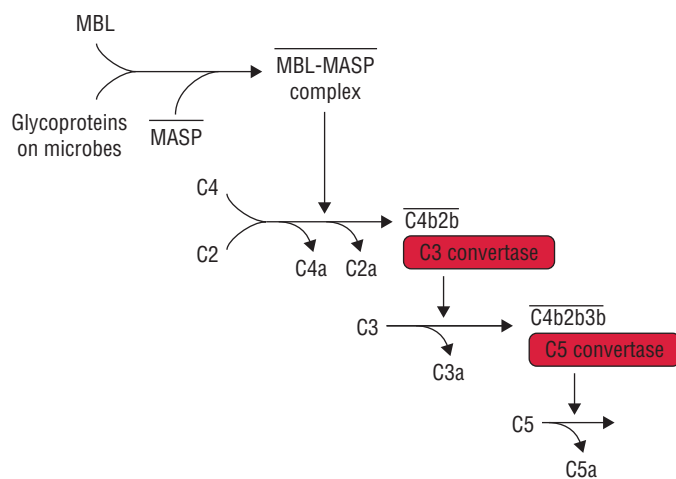 MBL
MBL-MASP
complex
Glycoproteins
on microbes
MASP
C4
C4b2b
C2
C4a
C2a
C3 convertase
C3
C4b2b3b
C3a
C5 convertase
C5
C5a